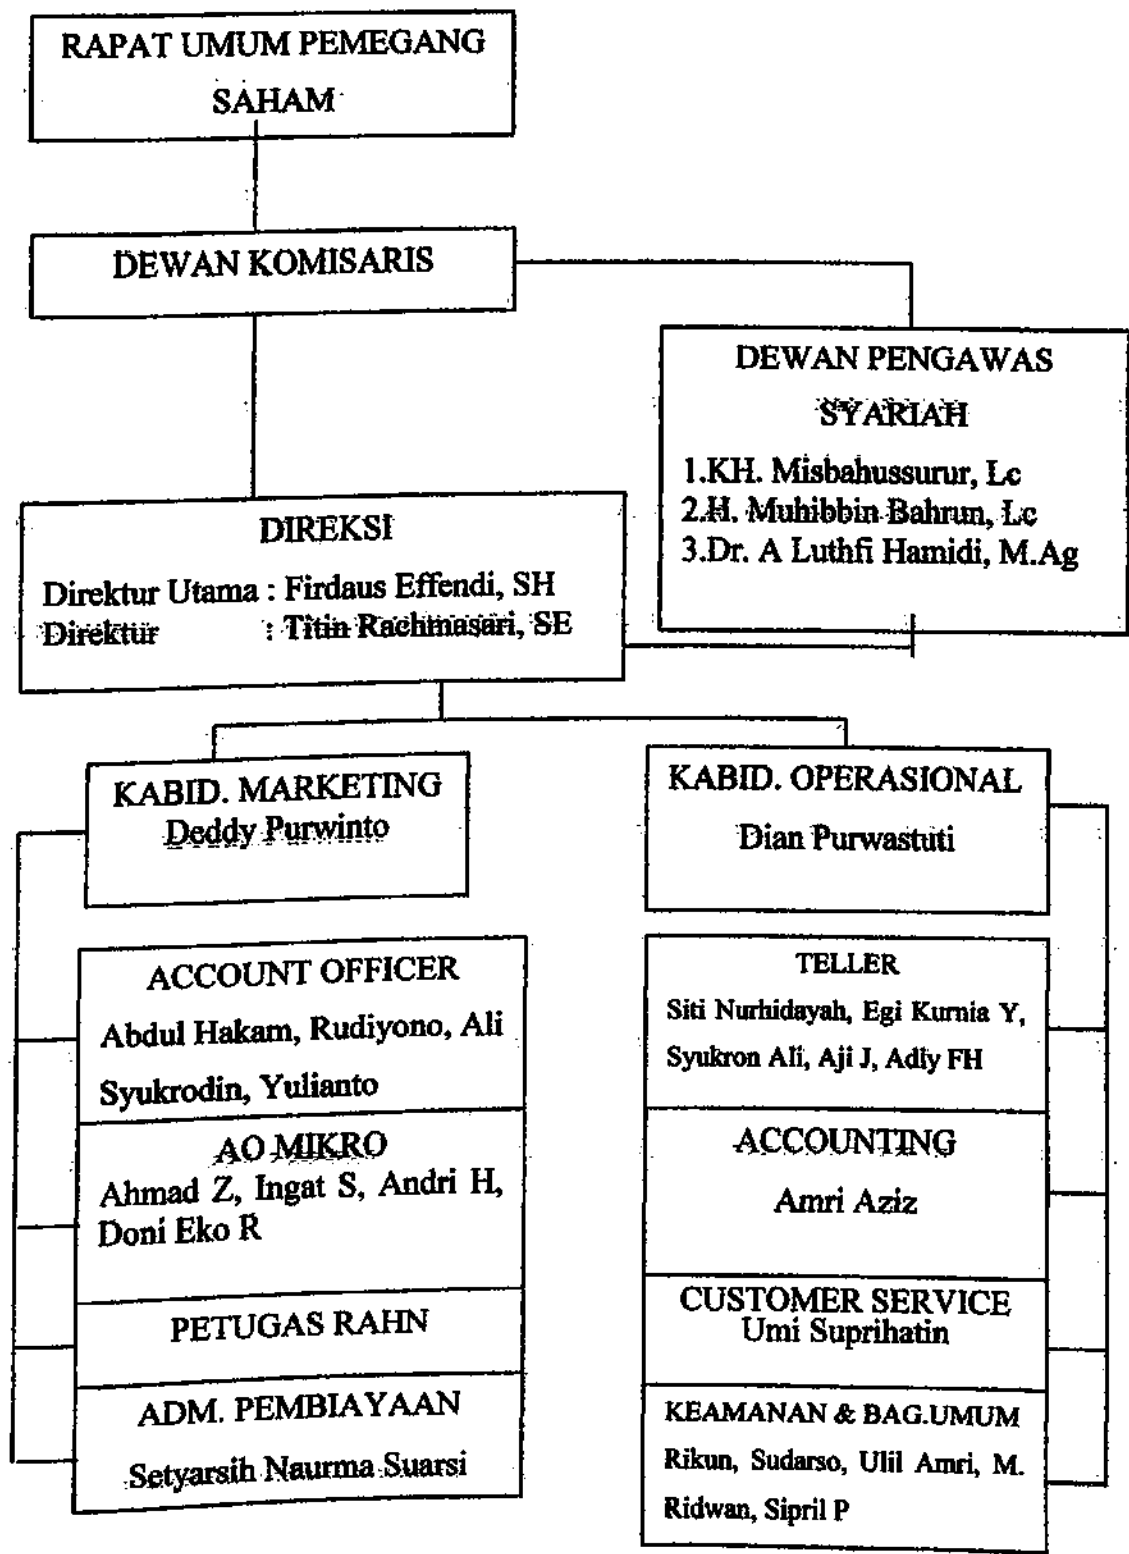 RAPAT UMUM PEMEGANG
SAHAM
DEWAN KOMISARIS
DEWAN PENGAWAS
SYARIAH
1.KH. Misbahussurur, Lc
2.H. Muhibbin Bahrun, Lc
3.Dr. A Luthfi Hamidi, M.Ag
DIREKSI
Direktur Utama : Firdaus Effendi, SH
Direktur : Titin Rachmasari, SE
KABID. MARKETING
Deddy Purwinto
KABID. OPERASIONAL
Dian Purwastuti
ACCOUNT OFFICER
Abdul Hakam, Rudiyono, Ali
Syukrodin, Yulianto
AO MIKRO
Ahmad Z, Ingat S, Andri H,
Doni Eko R
PETUGAS RAHN
ADM. PEMBIAYAAN
Setyarsih Naurma Suarsi
TELLER
Siti Nurhidayah, Egi Kurnia Y,
Syukron Ali, Aji J, Adly FH
ACCOUNTING
Amri Aziz
CUSTOMER SERVICE
Umi Suprihatin
KEAMANAN & BAG.UMUM
Rikun, Sudarso, Ulil Amri, M.
Ridwan, Sipril P